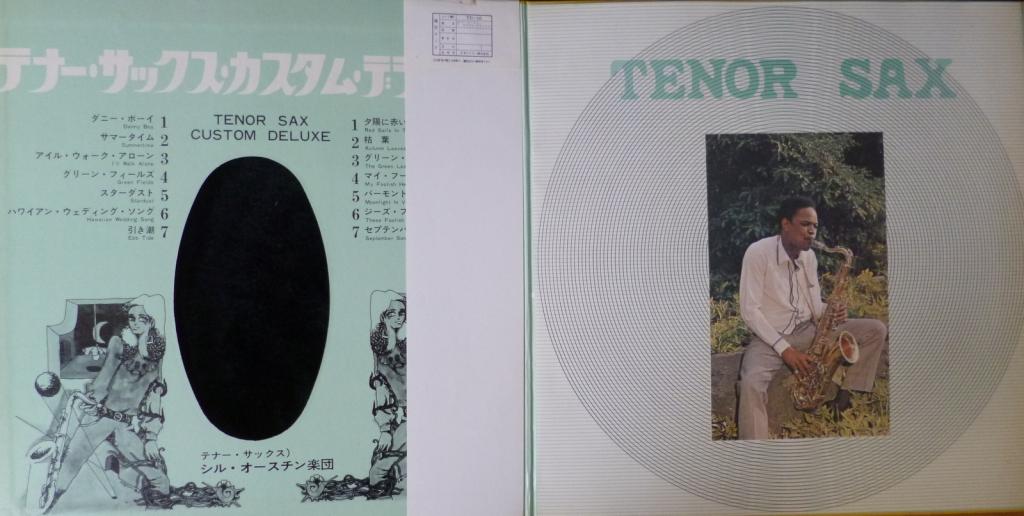 テナー・サックス・カスタム・デ
TENOR SAX
CUSTOM DELUXE
ダニー・ボーイ 1
Danny Boy
サマータイム 2
Summertime
アイル・ウォーク・アローン 3
I'll Walk Alone
グリーン・フィールズ 4
Green Fields
スターダスト 5
Stardust
ハワイアン・ウェディング・ソング 6
Hawaiian Wedding Song
引き潮 7
Ebb Tide
1 夕陽に赤い
Red Sails In T
2 枯葉
Autumn Leaves
3 グリーン・
The Green Lea
4 マイ・フー
My Foolish He
5 バーモント
Moonlight In V
6 ジーズ・フ
These Foolish
7 セプテンバ
September Son
テナー・サックス)
シル・オースチン楽団
TENOR SAX